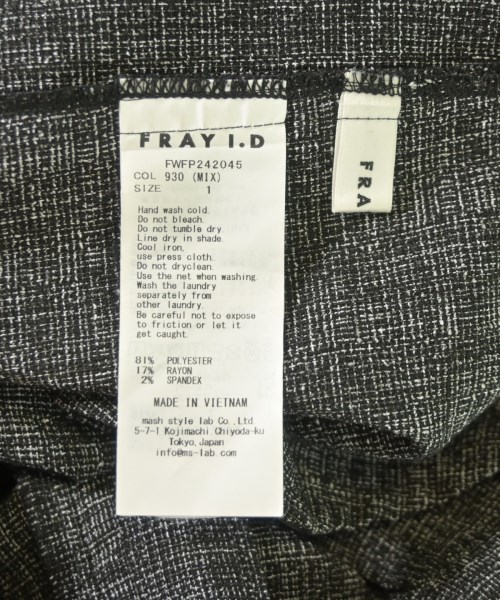 FRAY I.D
FWFP242045
COL 930 (MIX)
SIZE 1
Hand wash cold.
Do not bleach.
Do not tumble dry.
Line dry in shade.
Cool iron,
use press cloth.
Do not dryclean.
Use the net when washing.
Wash the laundry
separately from
other laundry.
Be careful not to expose
to friction or let it
get caught.
81% POLYESTER
17% RAYON
2% SPANDEX
MADE IN VIETNAM
mash style lab Co.,Ltd.
5-7-1 Kojimachi Chiyoda-ku
Tokyo,Japan
info@ms-lab.com
FRA